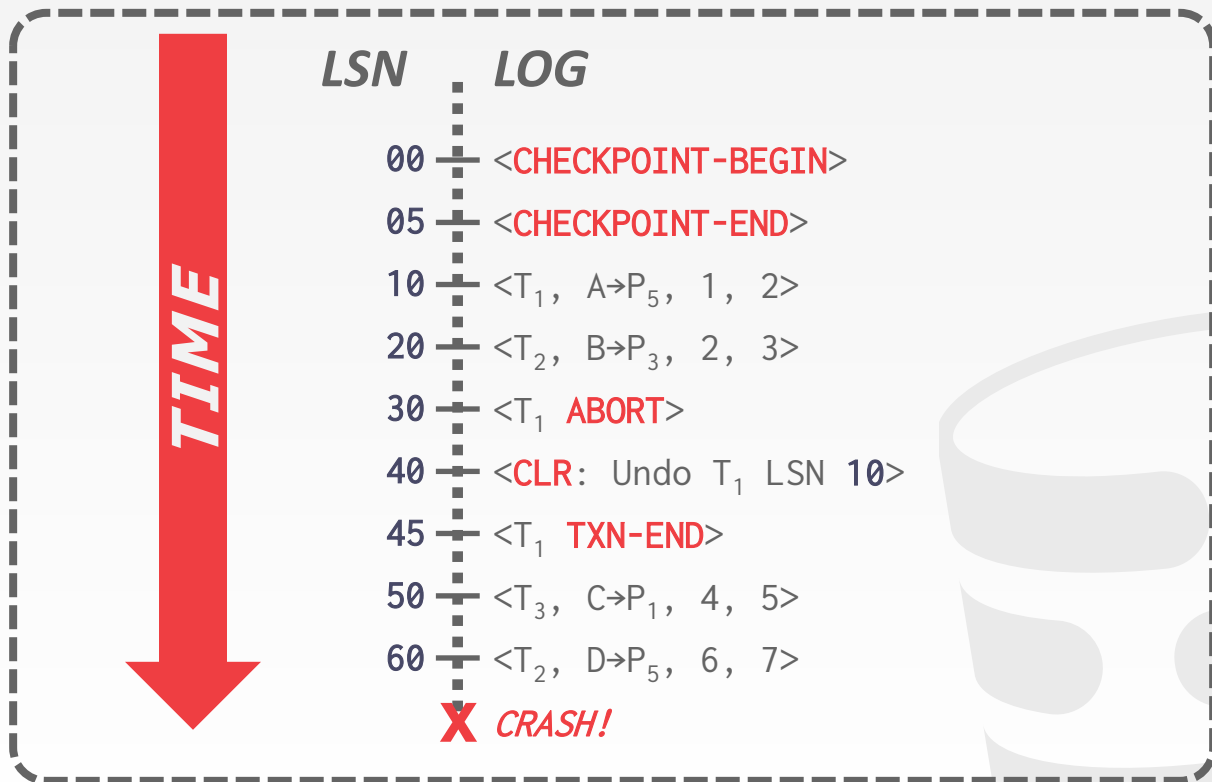 TIME
LSN LOG
00 <CHECKPOINT-BEGIN>
05 <CHECKPOINT-END>
10 <T₁, A→P₅, 1, 2>
20 <T₂, B→P₃, 2, 3>
30 <T₁ ABORT>
40 <CLR: Undo T₁ LSN 10>
45 <T₁ TXN-END>
50 <T₃, C→P₁, 4, 5>
60 <T₂, D→P₅, 6, 7>
X CRASH!